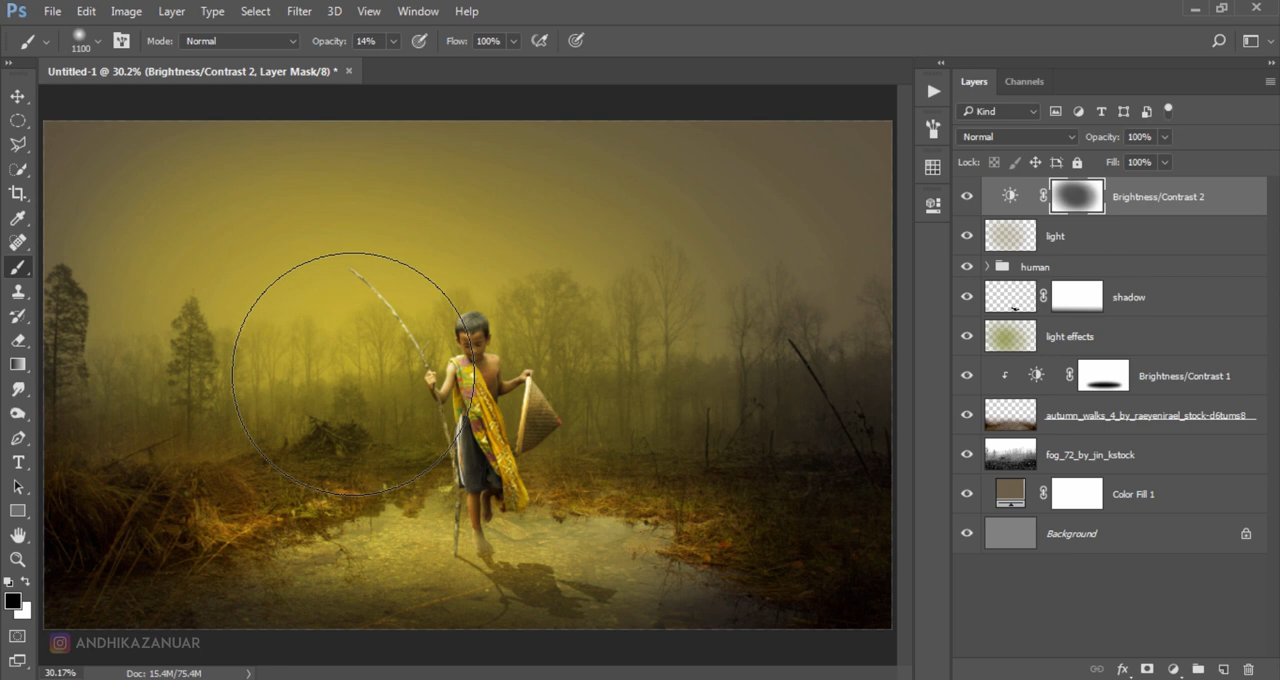 Ps File Edit Image Layer Type Select Filter 3D View Window Help
1100 Mode: Normal Opacity: 14% Flow: 100%
Untitled-1 @ 30.2% (Brightness/Contrast 2, Layer Mask/8) * ×
Layers Channels
Kind
Normal Opacity: 100%
Lock: Fill: 100%
Brightness/Contrast 2
light
human
shadow
light effects
Brightness/Contrast 1
autumn_walks_4_by_raeyenirael_stock-d6tums8
fog_72_by_jin_kstock
Color Fill 1
Background
ANDHIKAZANUAR
30.17% Doc: 15.4M/75.4M